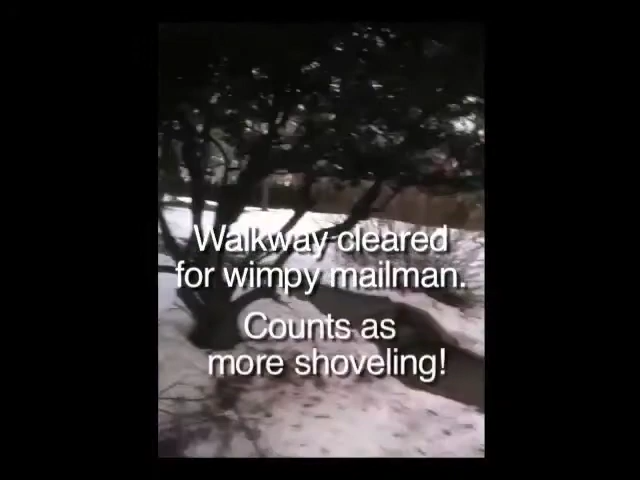 Walkway cleared
for wimpy mailman.
Counts as
more shoveling!